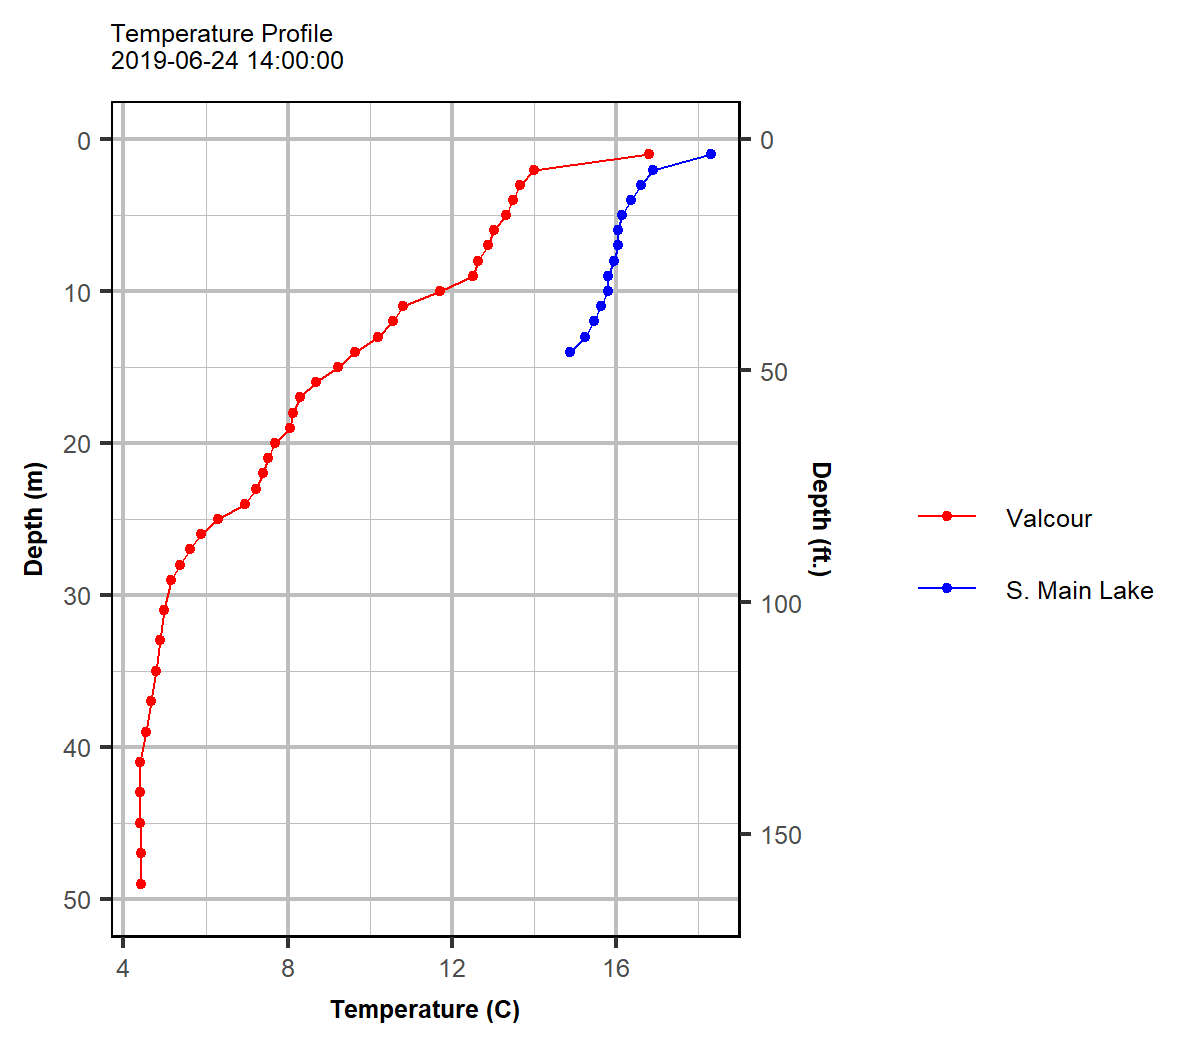 Temperature Profile
2019-06-24 14:00:00
0
10
20
30
40
50
Depth (m)
4
8
12
16
Temperature (C)
0
50
100
150
Depth (ft.)
Valcour
S. Main Lake